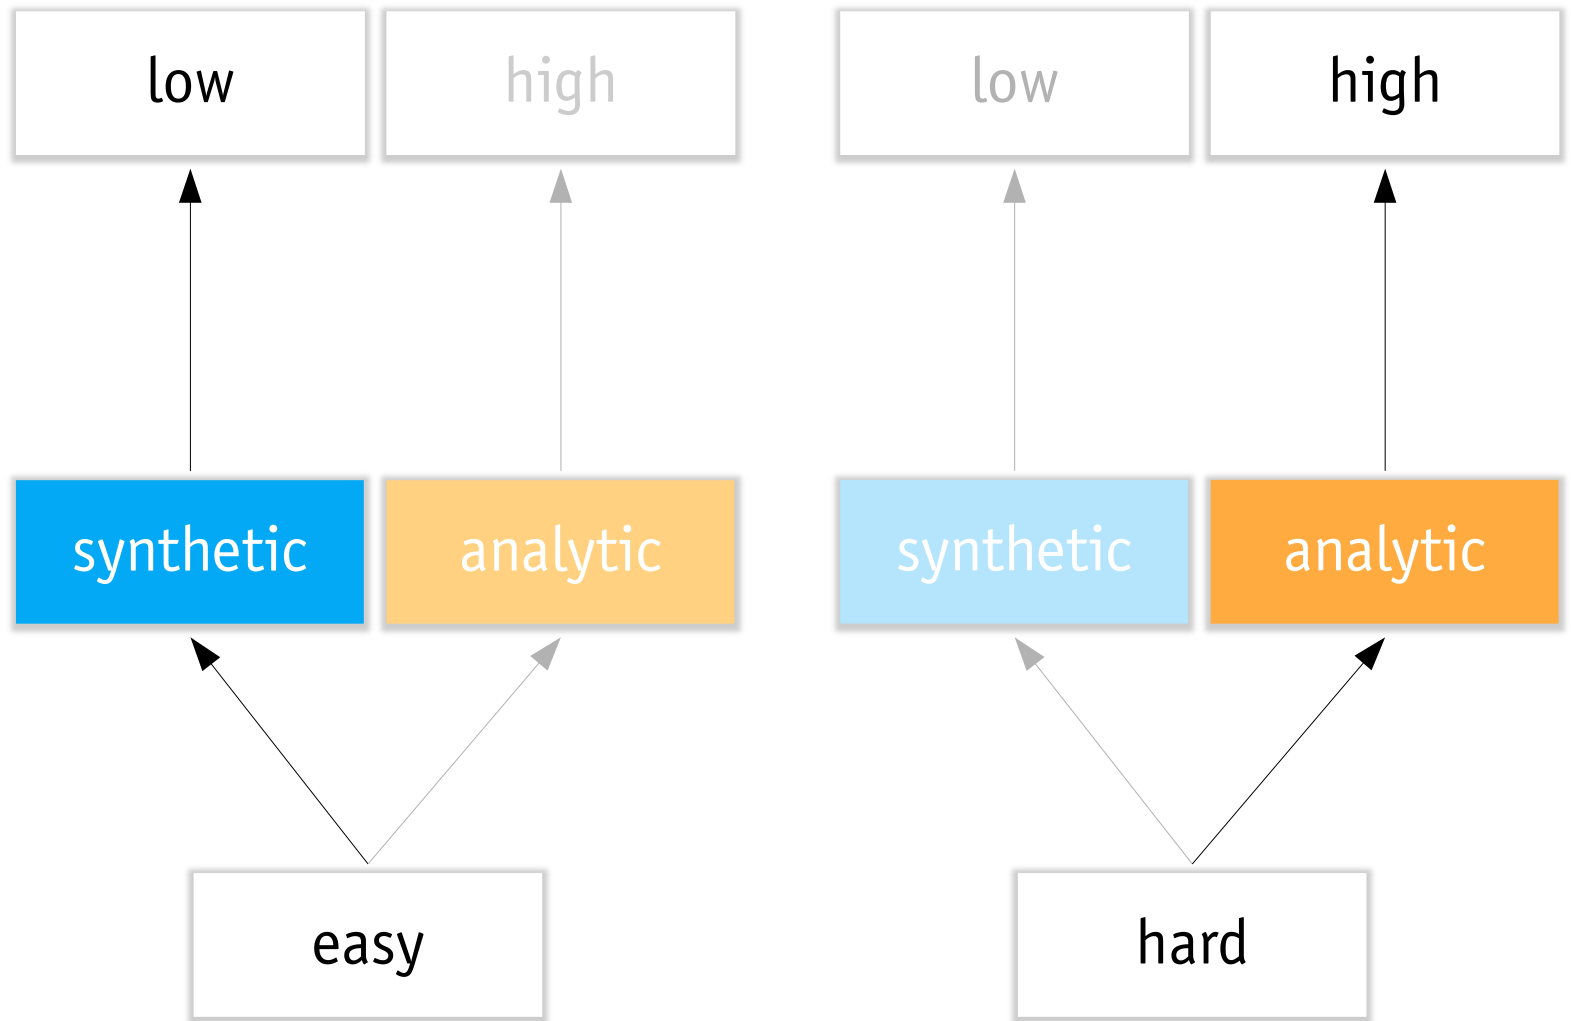 low
high
low
high
synthetic
analytic
synthetic
analytic
easy
hard